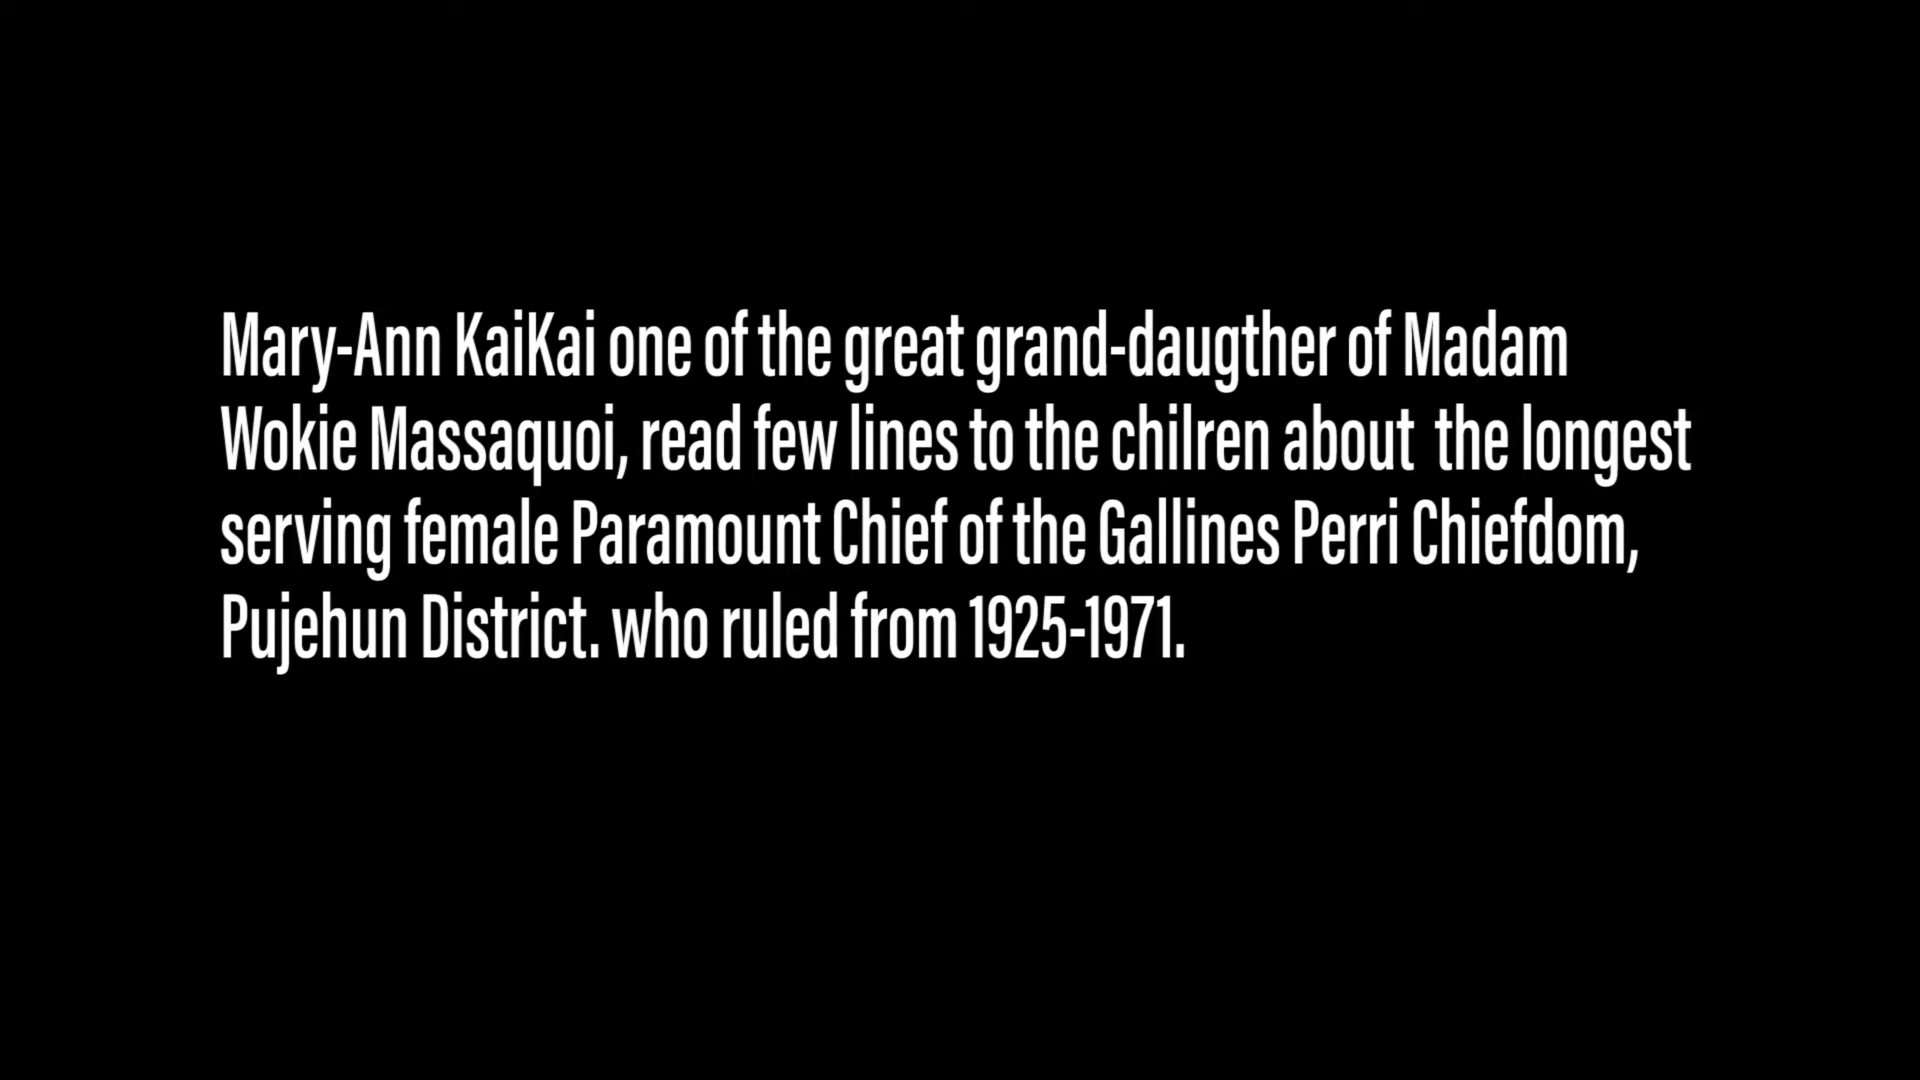 Mary-Ann KaiKai one of the great grand-daugther of Madam
Wokie Massaquoi, read few lines to the chilren about  the longest
serving female Paramount Chief of the Gallines Perri Chiefdom,
Pujehun District. who ruled from 1925-1971.